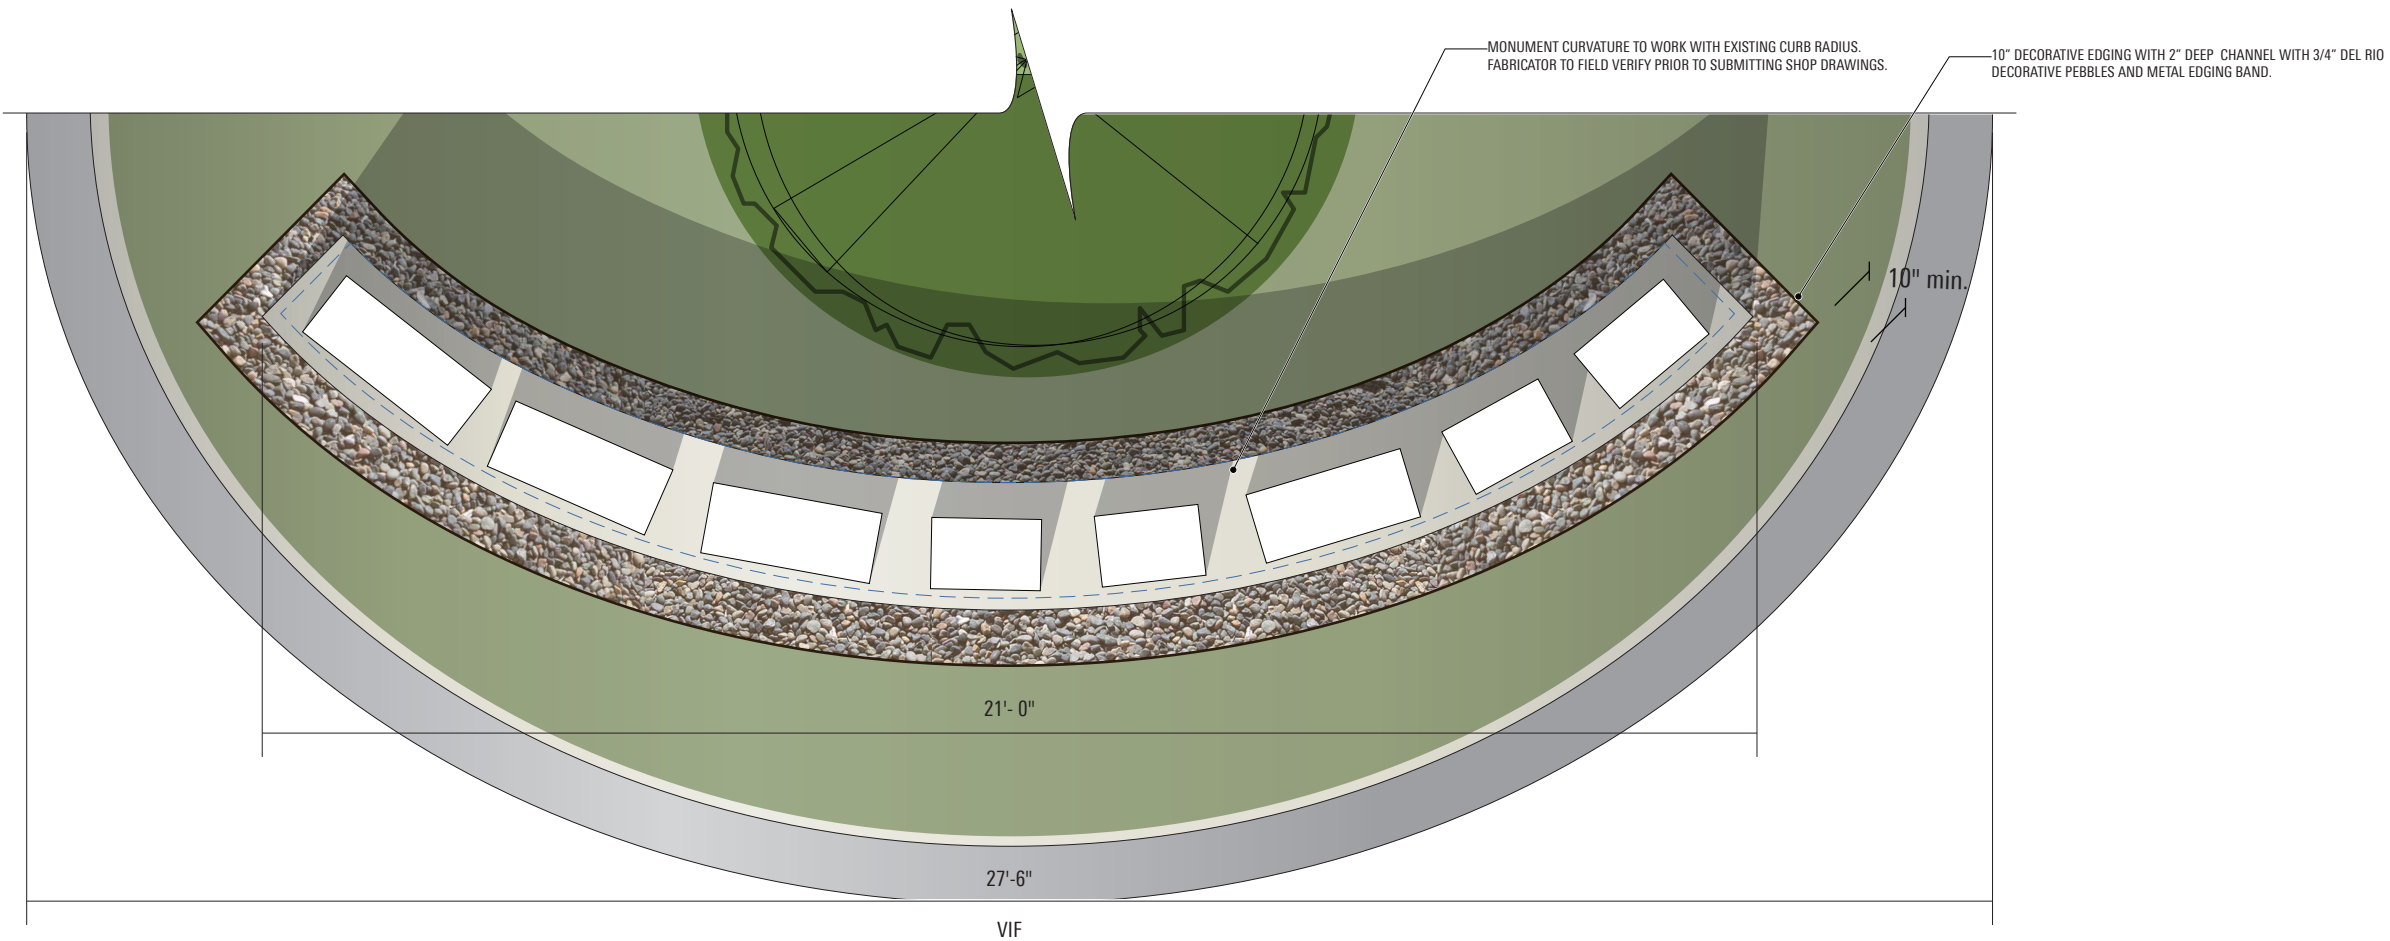 MONUMENT CURVATURE TO WORK WITH EXISTING CURB RADIUS.
FABRICATOR TO FIELD VERIFY PRIOR TO SUBMITTING SHOP DRAWINGS.
10" DECORATIVE EDGING WITH 2" DEEP CHANNEL WITH 3/4" DEL RIO
DECORATIVE PEBBLES AND METAL EDGING BAND.
10" min.
21'- 0"
27'-6"
VIF